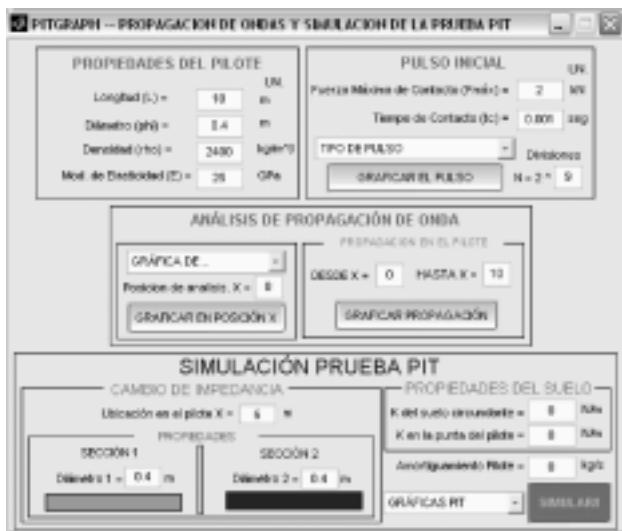 PITGRAPH -- PROPAGACION DE ONDAS Y SIMULACION DE LA PRUEBA PIT
PROPIEDADES DEL PILOTE
UN.
Longitud (L) = 10 m
Diámetro (phi) = 0.4 m
Densidad (rho) = 2400 kg/m^3
Mod. de Elasticidad (E) = GPa
PULSO INICIAL
UN.
Fuerza Máxima de Contacto (Fmáx) = 2 kN
Tiempo de Contacto (tc) = 0.001 seg
TIPO DE PULSO
Divisiones
GRAFICAR EL PULSO N = 2 ^ 9
ANÁLISIS DE PROPAGACIÓN DE ONDA
GRÁFICA DE...
Posicion de analisis. X = 0
GRAFICAR EN POSICIÓN X
PROPAGACION EN EL PILOTE
DESDE X = 0 HASTA X = 10
GRAFICAR PROPAGACIÓN
SIMULACIÓN PRUEBA PIT
CAMBIO DE IMPEDANCIA
Ubicación en el pilote X = m
PROPIEDADES
SECCIÓN 1
Diámetro 1 = 0.4 m
SECCIÓN 2
Diámetro 2 = 0.4 m
PROPIEDADES DEL SUELO
K del suelo circundante = 0
K en la punta del pilote = 0
Amortiguamiento Pilote = 0 kg/s
GRÁFICAS PIT
SIMULAR!